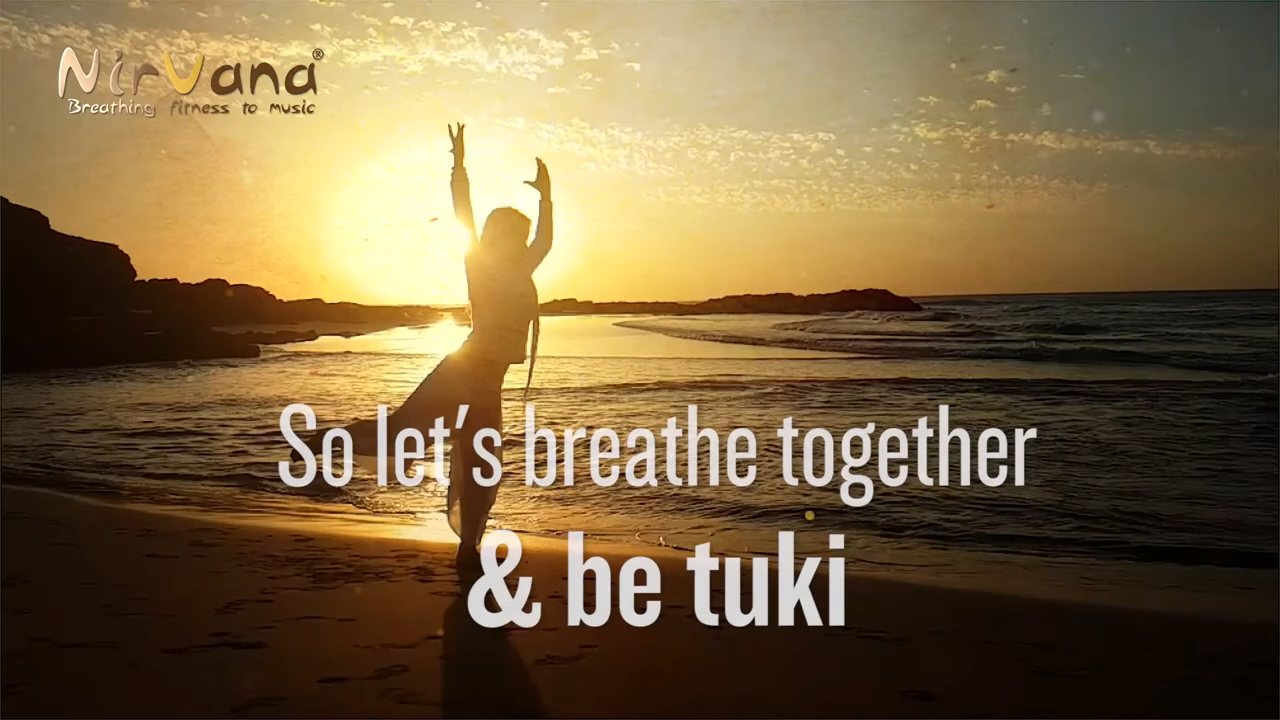 Nirvana®
Breathing fitness to music
So let's breathe together
& be tuki